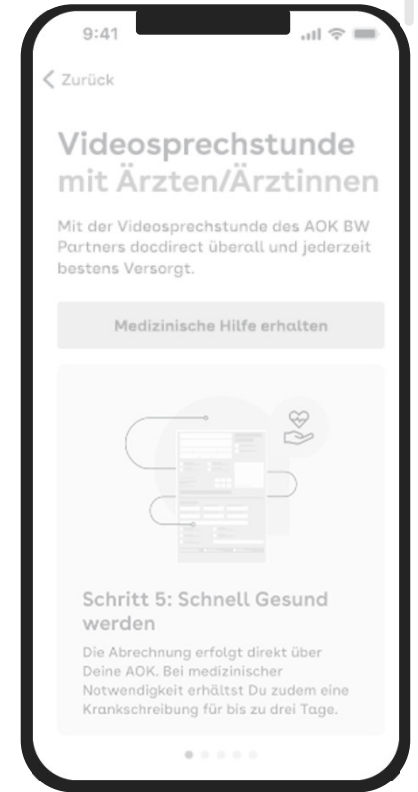 9:41
Zurück
Videosprechstunde
mit Ärzten/Ärztinnen
Mit der Videosprechstunde des AOK BW
Partners docdirect überall und jederzeit
bestens Versorgt.
Medizinische Hilfe erhalten
Schritt 5: Schnell Gesund
werden
Die Abrechnung erfolgt direkt über
Deine AOK. Bei medizinischer
Notwendigkeit erhältst Du zudem eine
Krankschreibung für bis zu drei Tage.